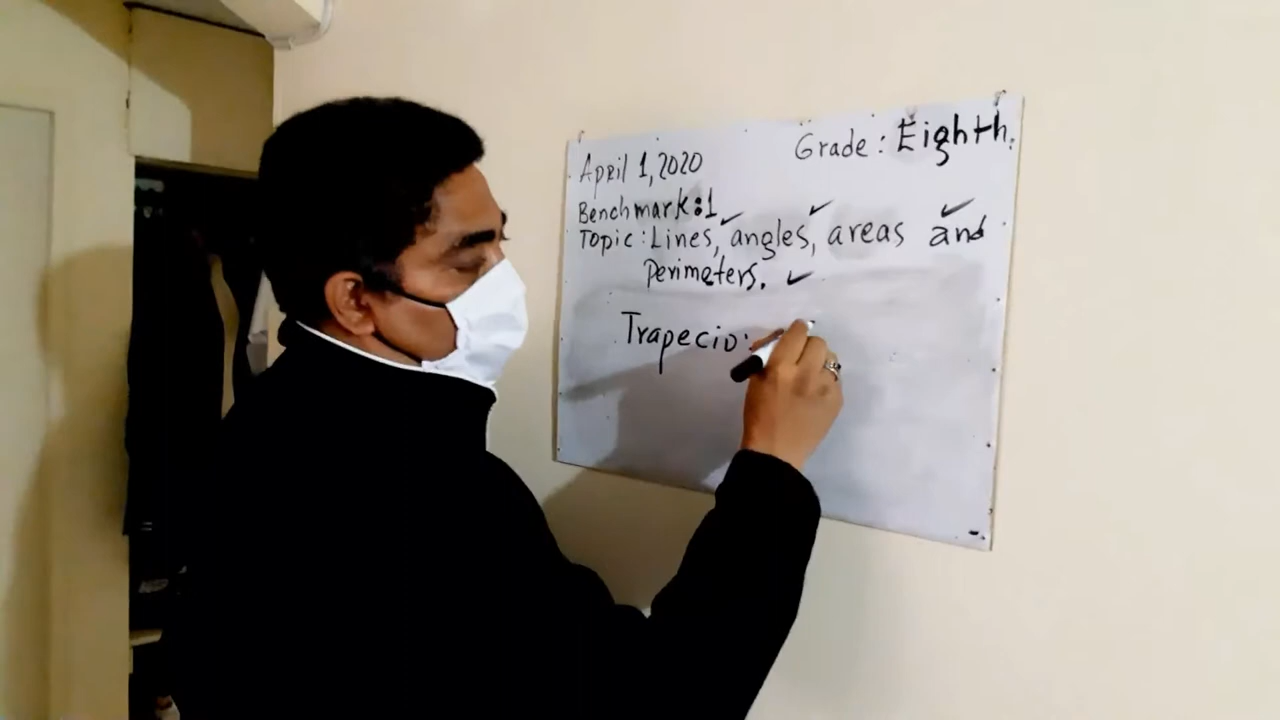 Grade: Eighth.
April 1, 2020
Benchmark:1
Topic: Lines, angles, areas and
Perimeters.
Trapecio: